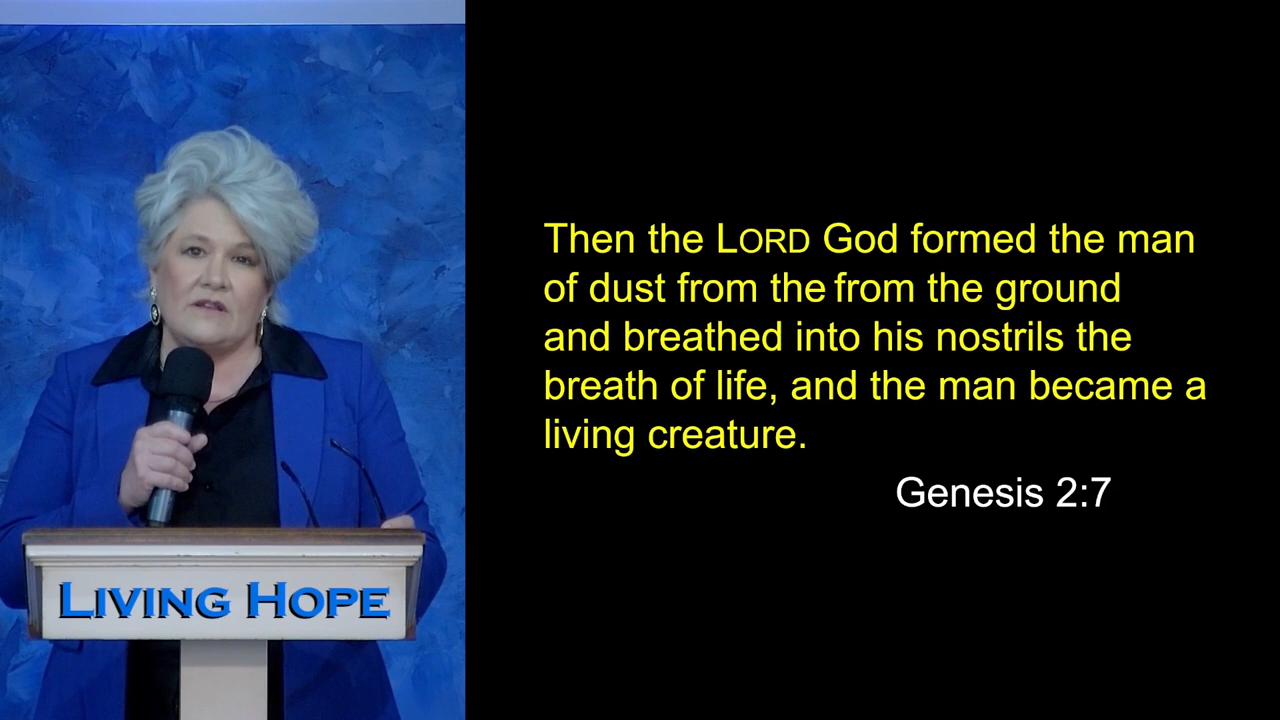 Then the LORD God formed the man
of dust from the from the ground
and breathed into his nostrils the
breath of life, and the man became a
living creature.
Genesis 2:7
LIVING HOPE